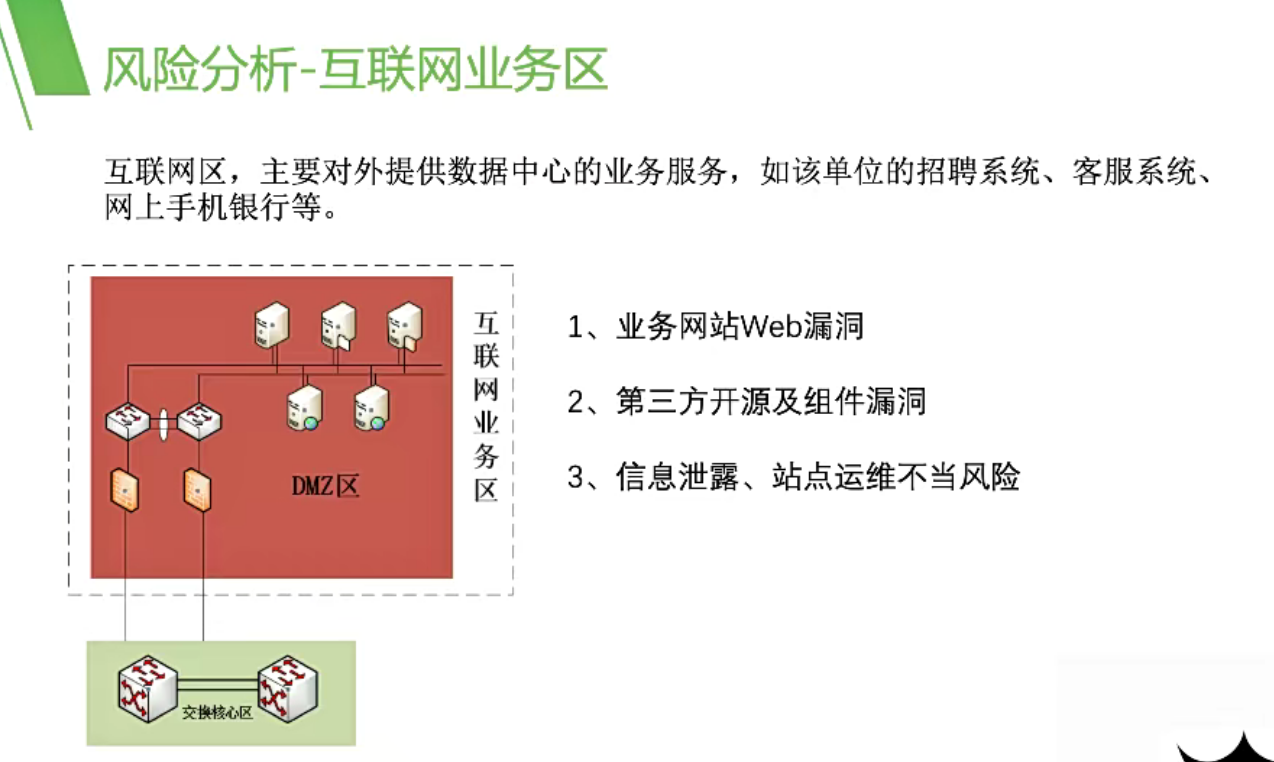 风险分析-互联网业务区
互联网区，主要对外提供数据中心的业务服务，如该单位的招聘系统、客服系统、
网上手机银行等。
互联网业务区
DMZ区
1、业务网站Web漏洞
2、第三方开源及组件漏洞
3、信息泄露、站点运维不当风险
交换核心区